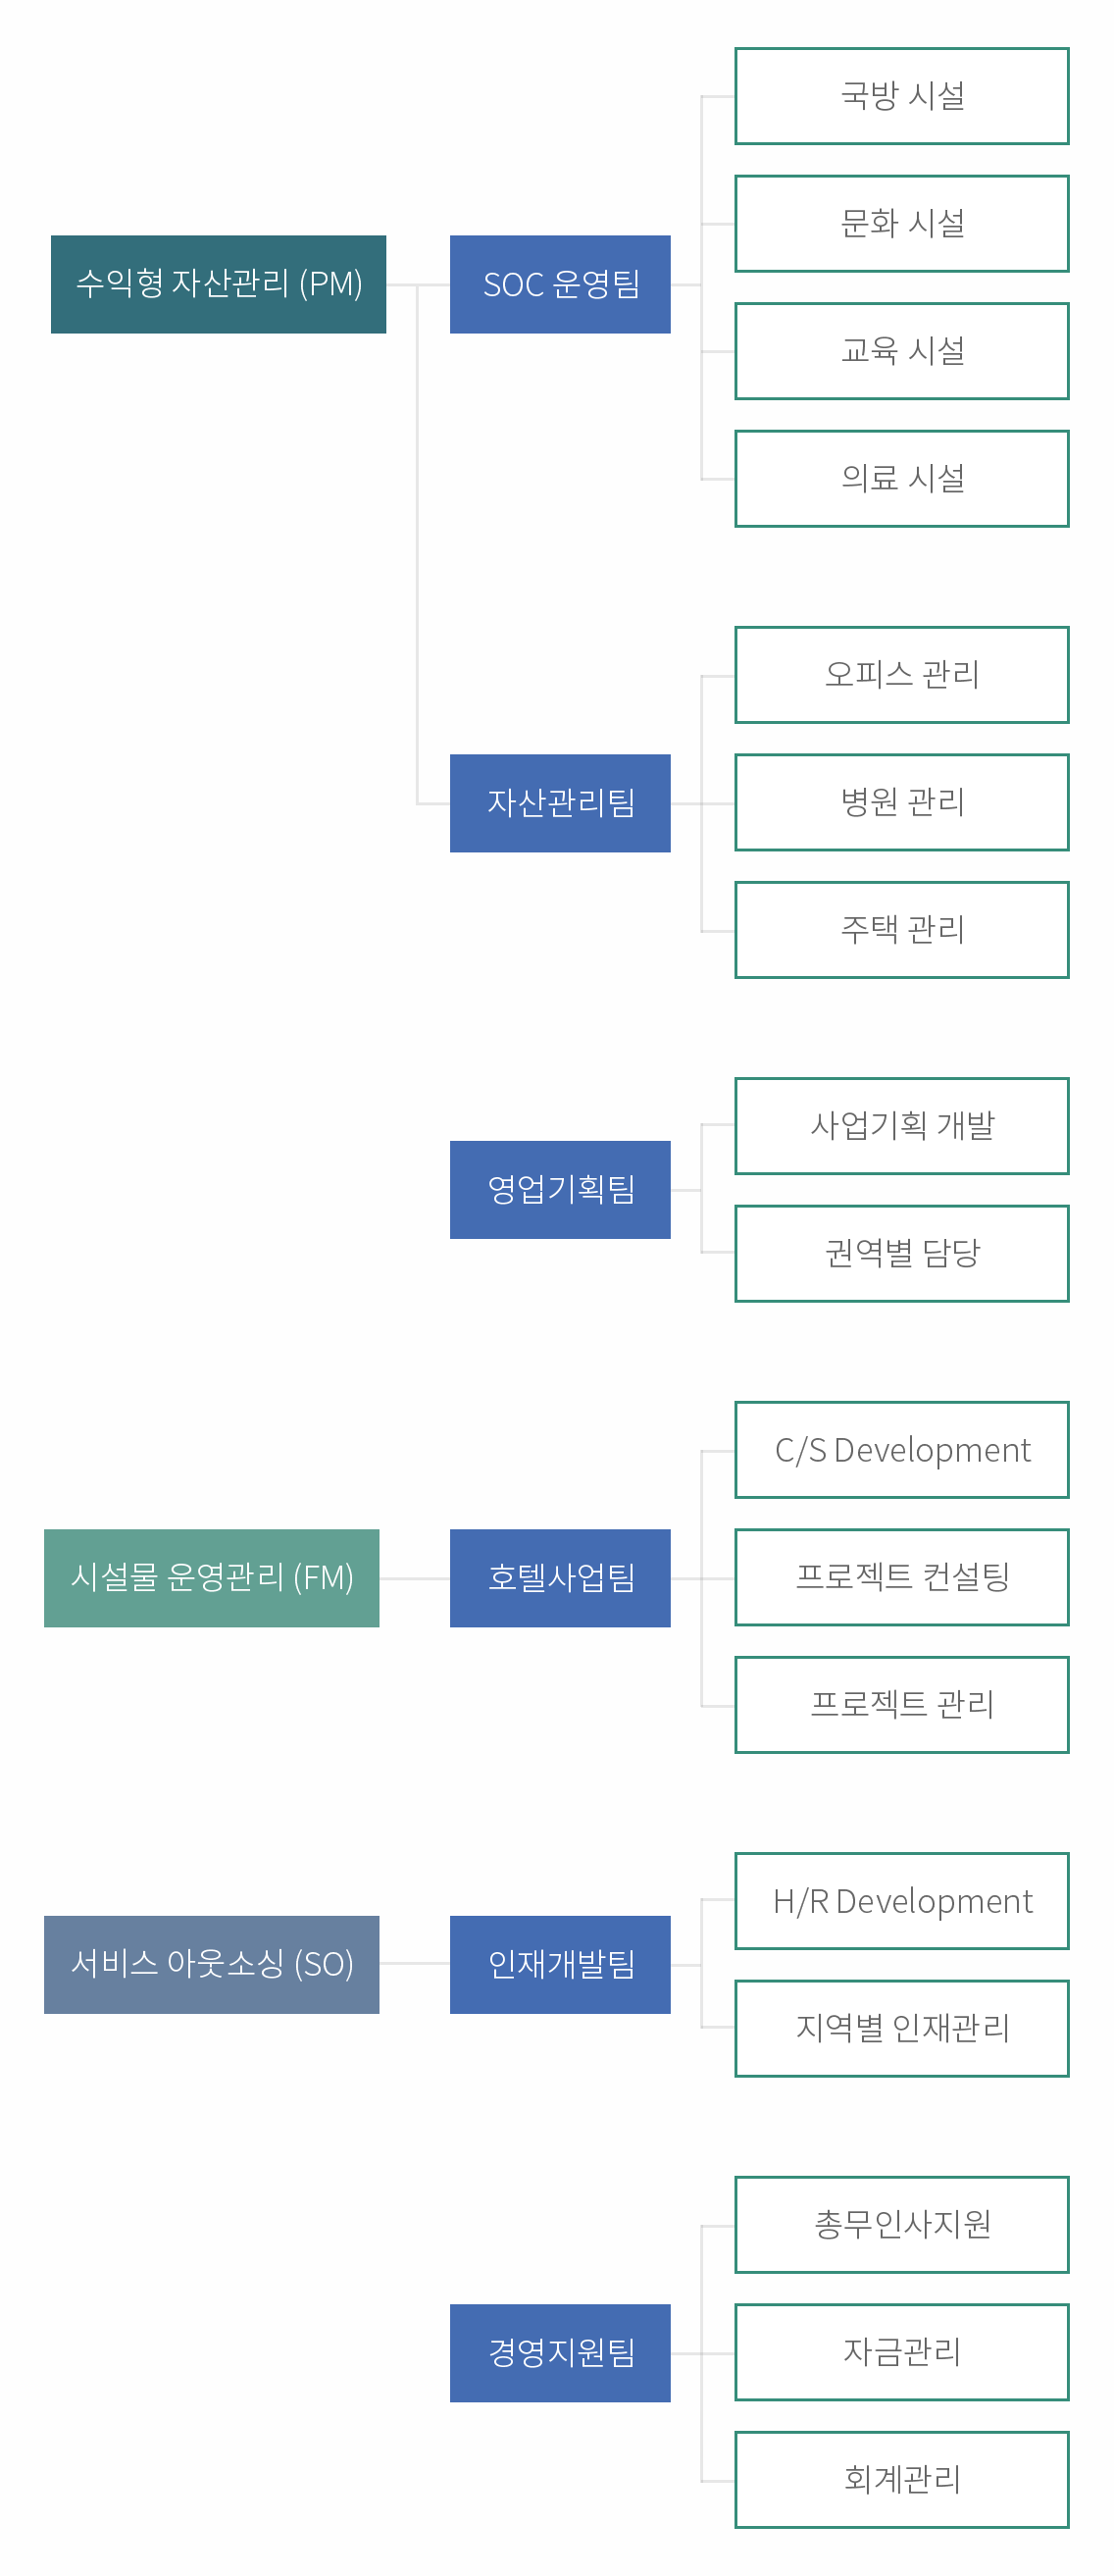 국방 시설
문화 시설
수익형 자산관리 (PM)
SOC 운영팀
교육 시설
의료 시설
오피스 관리
자산관리팀
병원 관리
주택 관리
사업기획 개발
영업기획팀
권역별 담당
C/S Development
시설물 운영관리 (FM)
호텔사업팀
프로젝트 컨설팅
프로젝트 관리
H/R Development
서비스 아웃소싱 (SO)
인재개발팀
지역별 인재관리
총무인사지원
경영지원팀
자금관리
회계관리